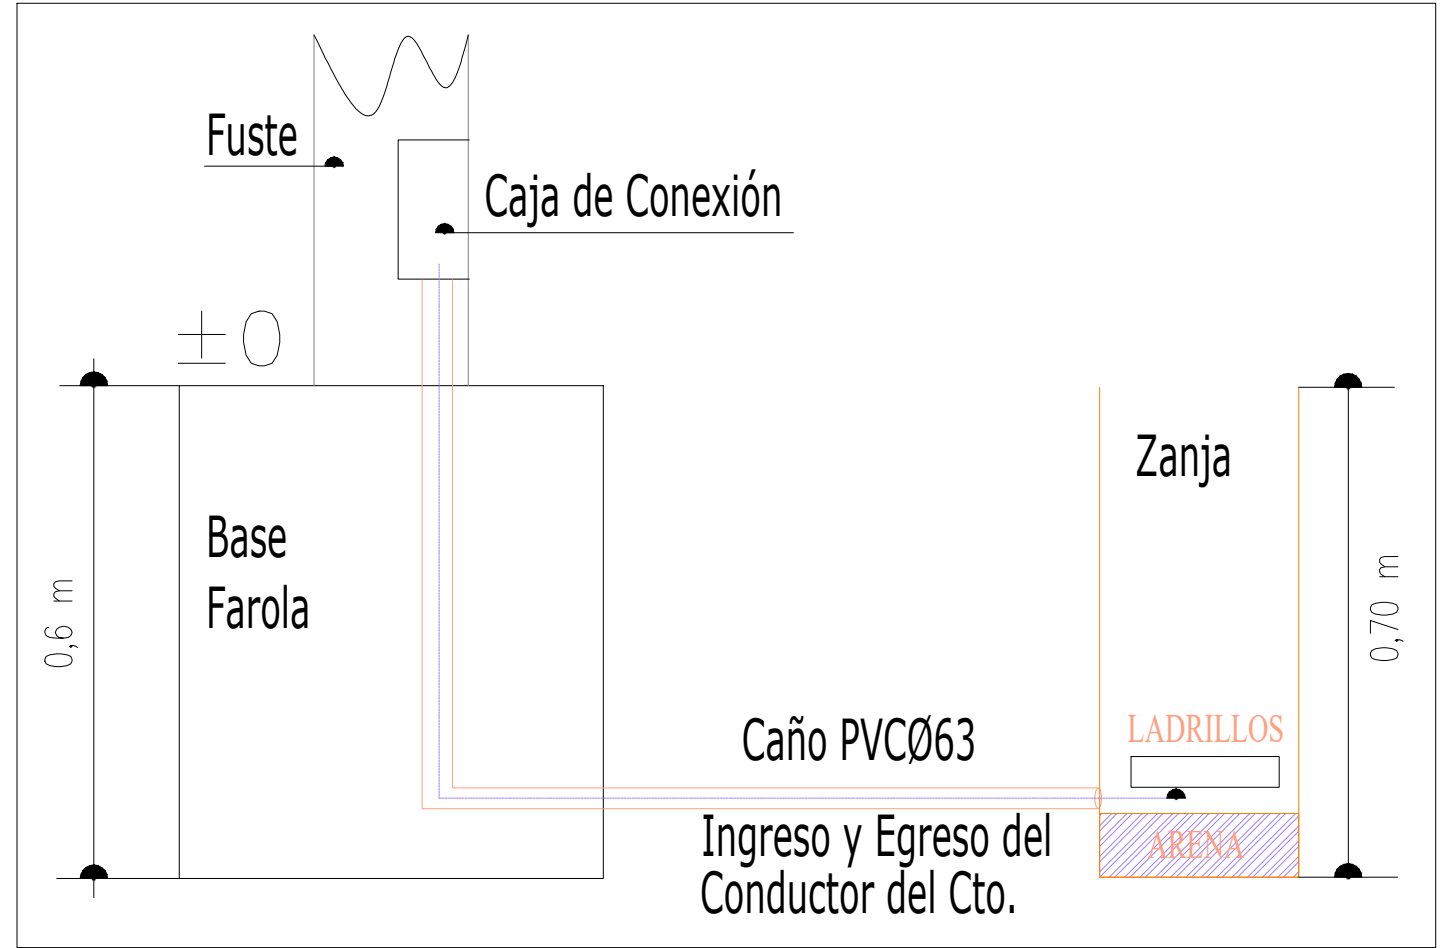 Fuste
Caja de Conexión
±0
Zanja
Base
Farola
0,6 m
0,70 m
LADRILLOS
Caño PVCØ63
Ingreso y Egreso del
Conductor del Cto.
ARENA